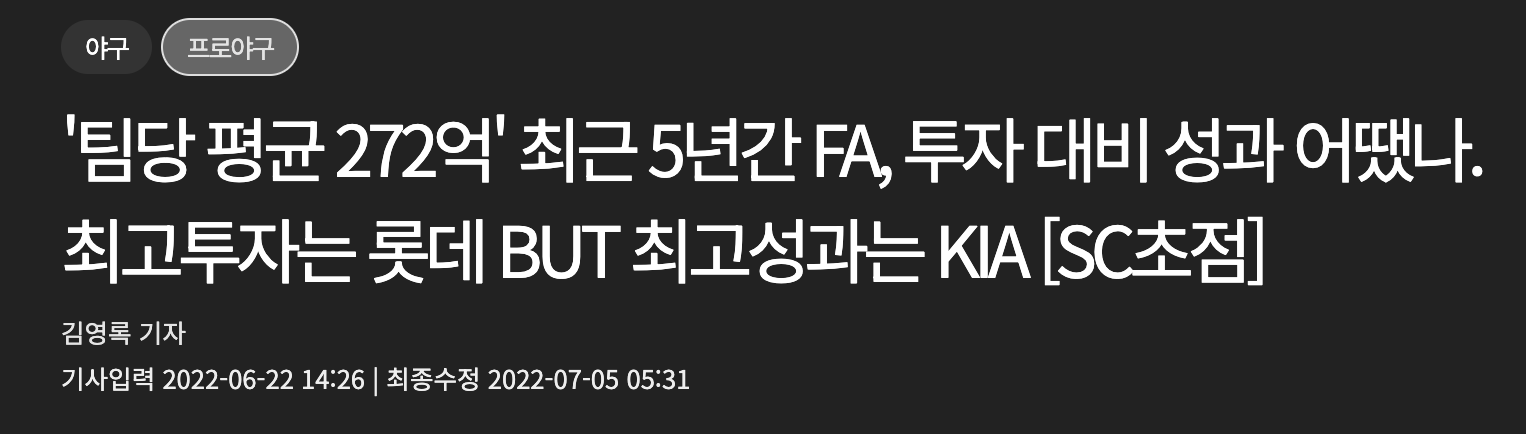 야구 프로야구
'팀당 평균 272억' 최근 5년간 FA, 투자 대비 성과 어땠나.
최고투자는 롯데 BUT 최고성과는 KIA [SC초점]
김영록 기자
기사입력 2022-06-22 14:26 | 최종수정 2022-07-05 05:31